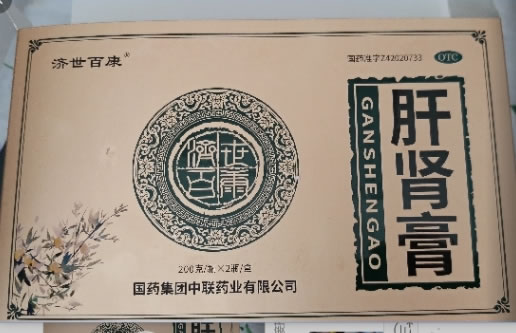 济世百康®
国药准字Z42020733
OTC
肝肾膏
GANSHENGAO
济世百康
200克/瓶×2瓶/盒
国药集团中联药业有限公司